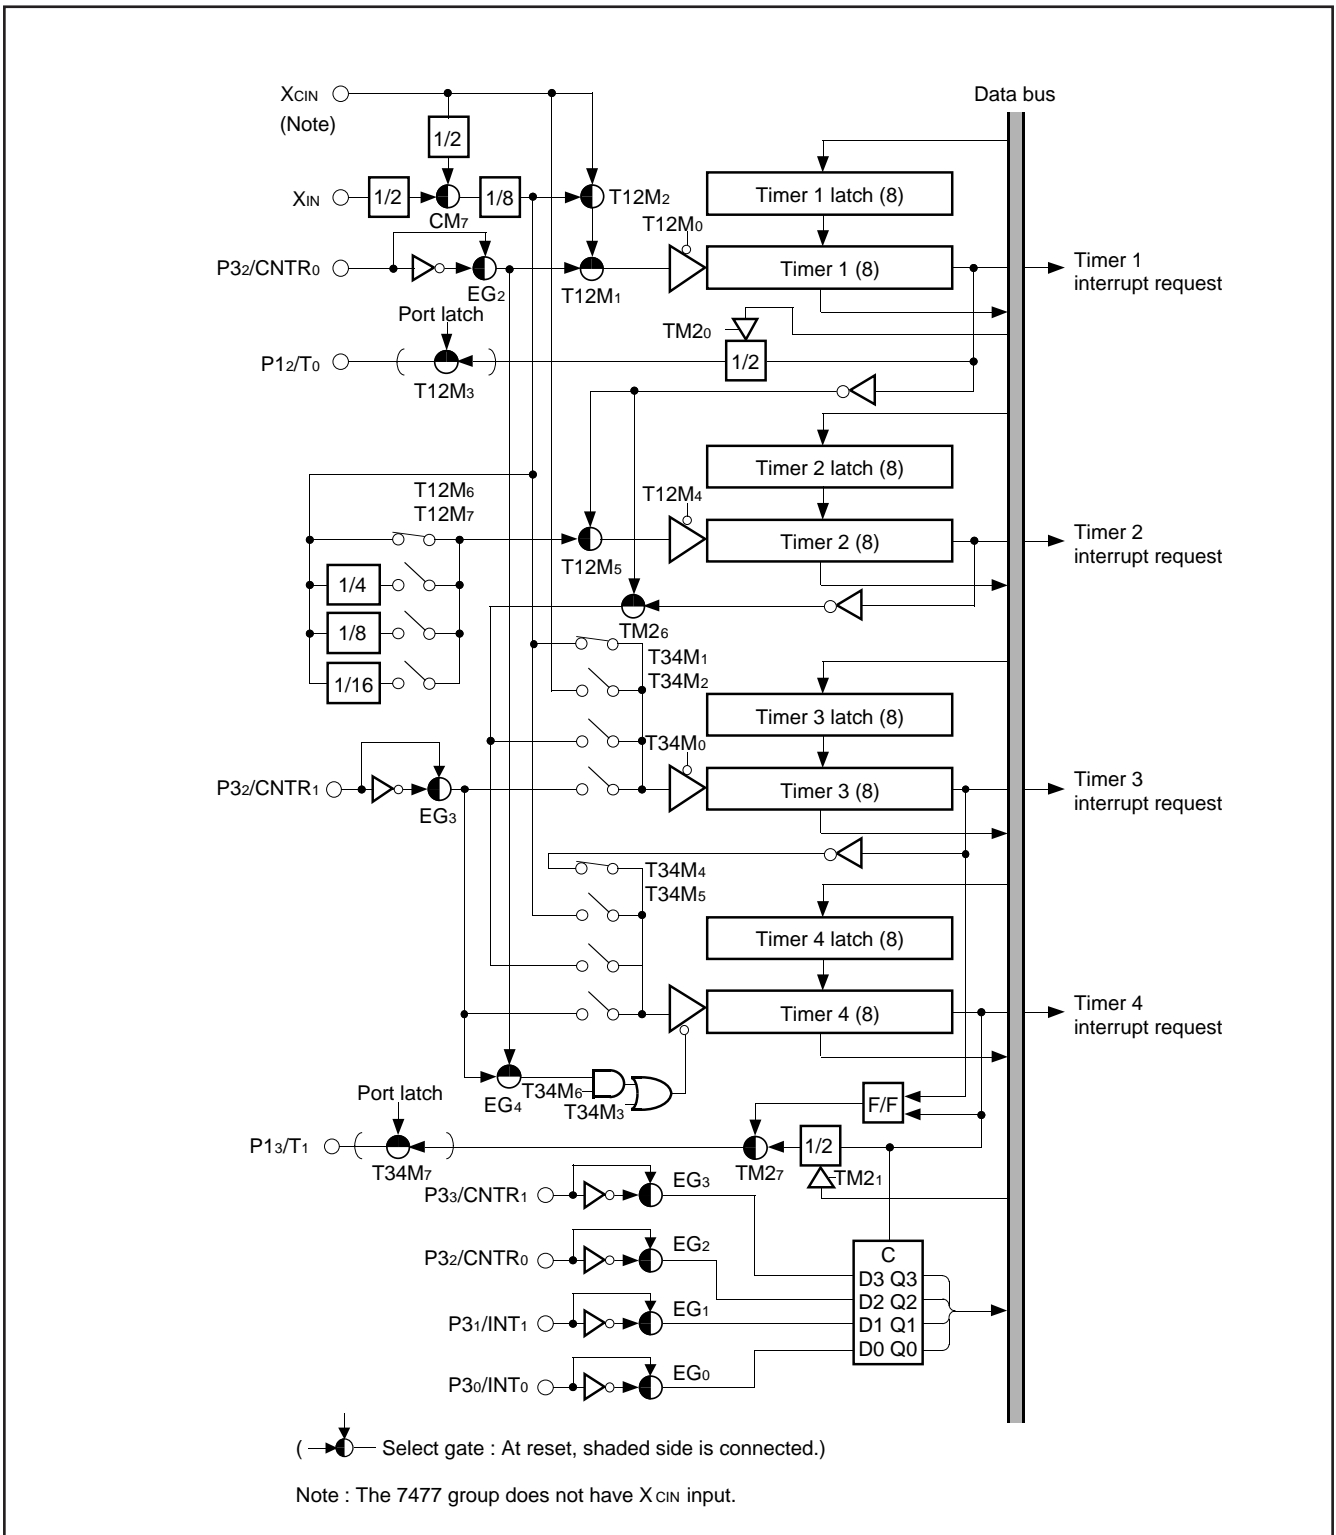 XCIN
(Note)
Data bus
1/2
Timer 1 latch (8)
XIN
1/2
1/8
CM7
T12M2
T12M0
P32/CNTR0
EG2
T12M1
Timer 1 (8)
Timer 1
interrupt request
Port latch
TM20
P12/T0
T12M3
1/2
Timer 2 latch (8)
T12M6
T12M7
T12M4
T12M5
Timer 2 (8)
Timer 2
interrupt request
1/4
1/8
1/16
TM26
T34M1
T34M2
Timer 3 latch (8)
T34M0
P32/CNTR1
EG3
Timer 3 (8)
Timer 3
interrupt request
T34M4
T34M5
Timer 4 latch (8)
Timer 4 (8)
Timer 4
interrupt request
EG4
T34M6
T34M3
Port latch
F/F
P13/T1
T34M7
TM27
1/2
TM21
P33/CNTR1
EG3
P32/CNTR0
EG2
P31/INT1
EG1
P30/INT0
EG0
C
D3 Q3
D2 Q2
D1 Q1
D0 Q0
( Select gate : At reset, shaded side is connected.)
Note : The 7477 group does not have XCIN input.